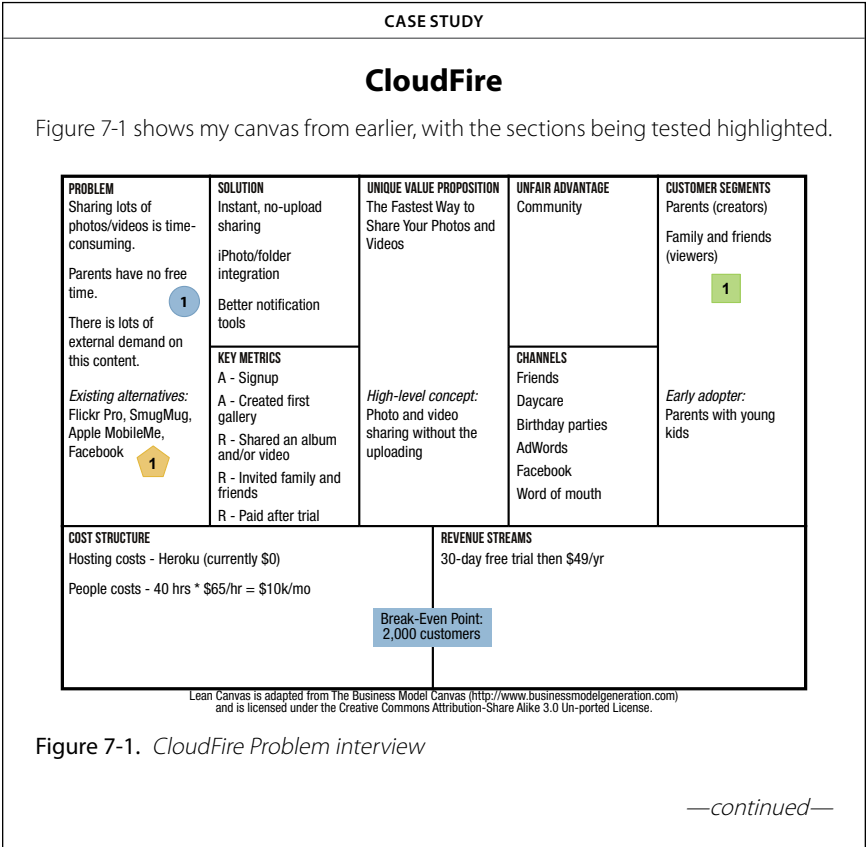 CASE STUDY
CloudFire
Figure 7-1 shows my canvas from earlier, with the sections being tested highlighted.
PROBLEM
Sharing lots of
photos/videos is time-
consuming.
Parents have no free
time.
1
There is lots of
external demand on
this content.
Existing alternatives:
Flickr Pro, SmugMug,
Apple MobileMe,
Facebook
1
SOLUTION
Instant, no-upload
sharing
iPhoto/folder
integration
Better notification
tools
KEY METRICS
A - Signup
A - Created first
gallery
R - Shared an album
and/or video
R - Invited family and
friends
R - Paid after trial
UNIQUE VALUE PROPOSITION
The Fastest Way to
Share Your Photos and
Videos
High-level concept:
Photo and video
sharing without the
uploading
UNFAIR ADVANTAGE
Community
CHANNELS
Friends
Daycare
Birthday parties
AdWords
Facebook
Word of mouth
CUSTOMER SEGMENTS
Parents (creators)
Family and friends
(viewers)
1
Early adopter:
Parents with young
kids
COST STRUCTURE
Hosting costs - Heroku (currently $0)
People costs - 40 hrs * $65/hr = $10k/mo
REVENUE STREAMS
30-day free trial then $49/yr
Break-Even Point:
2,000 customers
Lean Canvas is adapted from The Business Model Canvas (http://www.businessmodelgeneration.com)
and is licensed under the Creative Commons Attribution-Share Alike 3.0 Un-ported License.
Figure 7-1. CloudFire Problem interview
—continued—